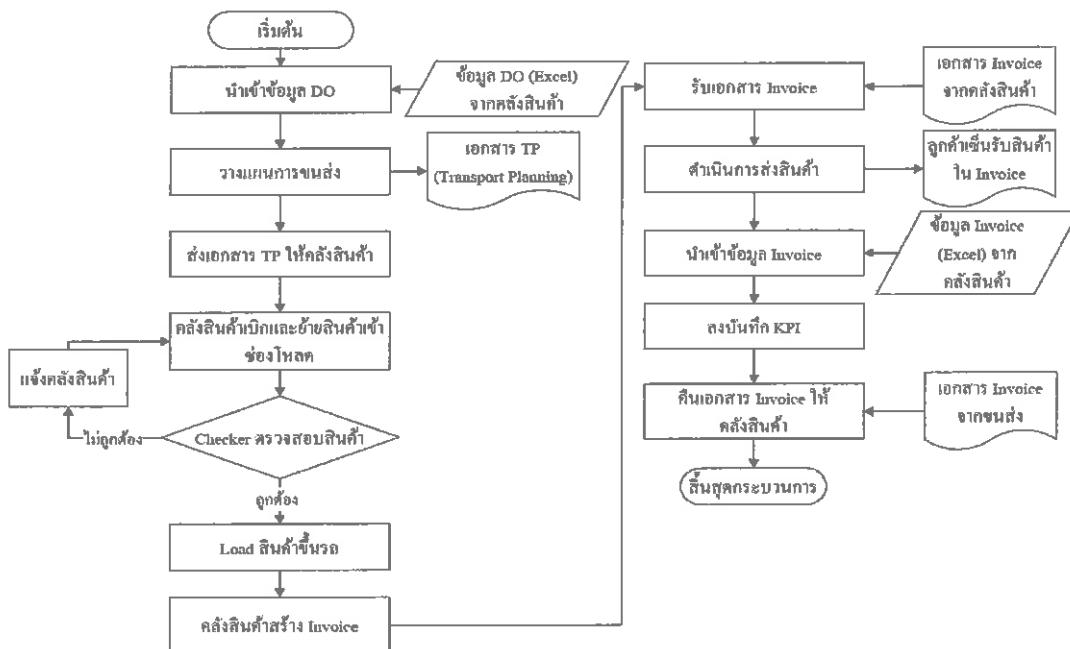 เริ่มต้น
นำเข้าข้อมูล DO
ข้อมูล DO (Excel)
จากคลังสินค้า
วางแผนการขนส่ง
เอกสาร TP
(Transport Planning)
ส่งเอกสาร TP ให้คลังสินค้า
คลังสินค้าเบิกและย้ายสินค้าเข้า
ช่องโหลด
แจ้งคลังสินค้า
Checker ตรวจสอบสินค้า
ไม่ถูกต้อง
ถูกต้อง
Load สินค้าขึ้นรถ
คลังสินค้าสร้าง Invoice
รับเอกสาร Invoice
เอกสาร Invoice
จากคลังสินค้า
ดำเนินการส่งสินค้า
ลูกค้าเซ็นรับสินค้า
ใน Invoice
นำเข้าข้อมูล Invoice
ข้อมูล Invoice
(Excel) จาก
คลังสินค้า
ลงบันทึก KPI
คืนเอกสาร Invoice ให้
คลังสินค้า
เอกสาร Invoice
จากขนส่ง
สิ้นสุดกระบวนการ